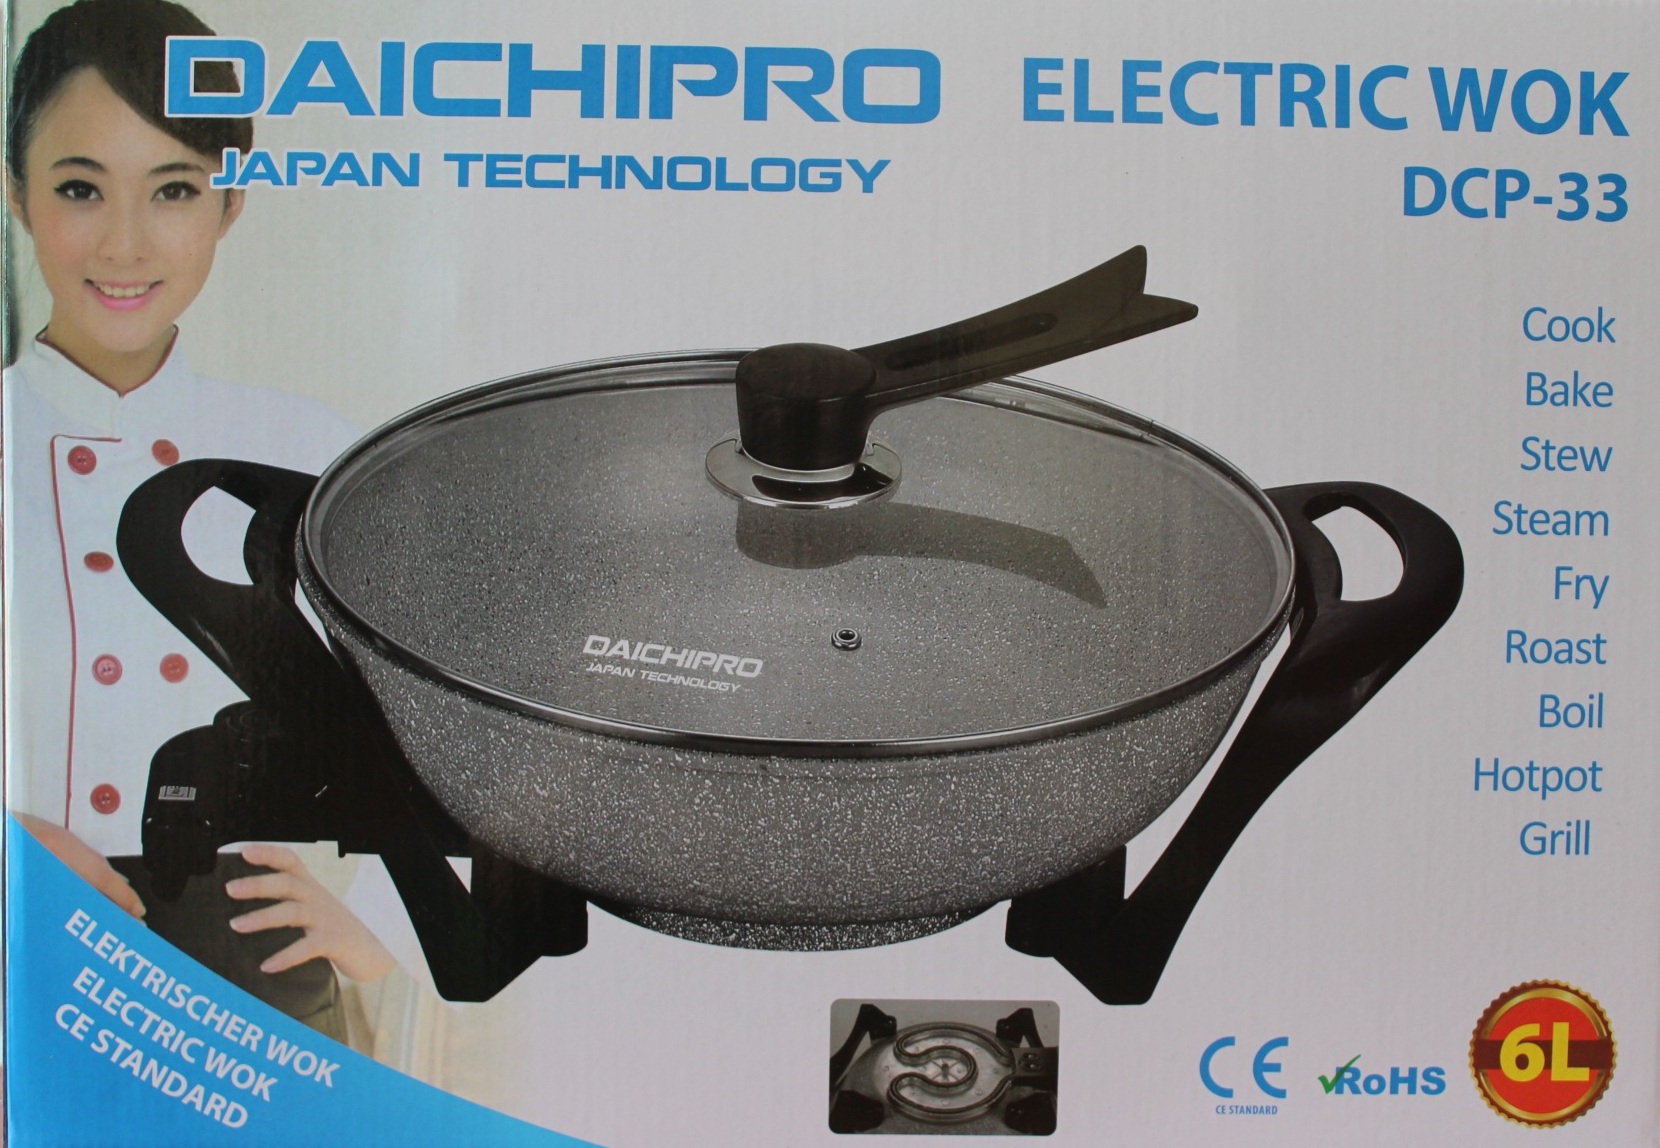 DAICHIPRO
JAPAN TECHNOLOGY
ELECTRIC WOK
DCP-33
Cook
Bake
Stew
Steam
Fry
Roast
Boil
Hotpot
Grill
DAICHIPRO
JAPAN TECHNOLOGY
ELEKTRISCHER WOK
ELECTRIC WOK
CE STANDARD
CE
CE STANDARD
RoHS
6L